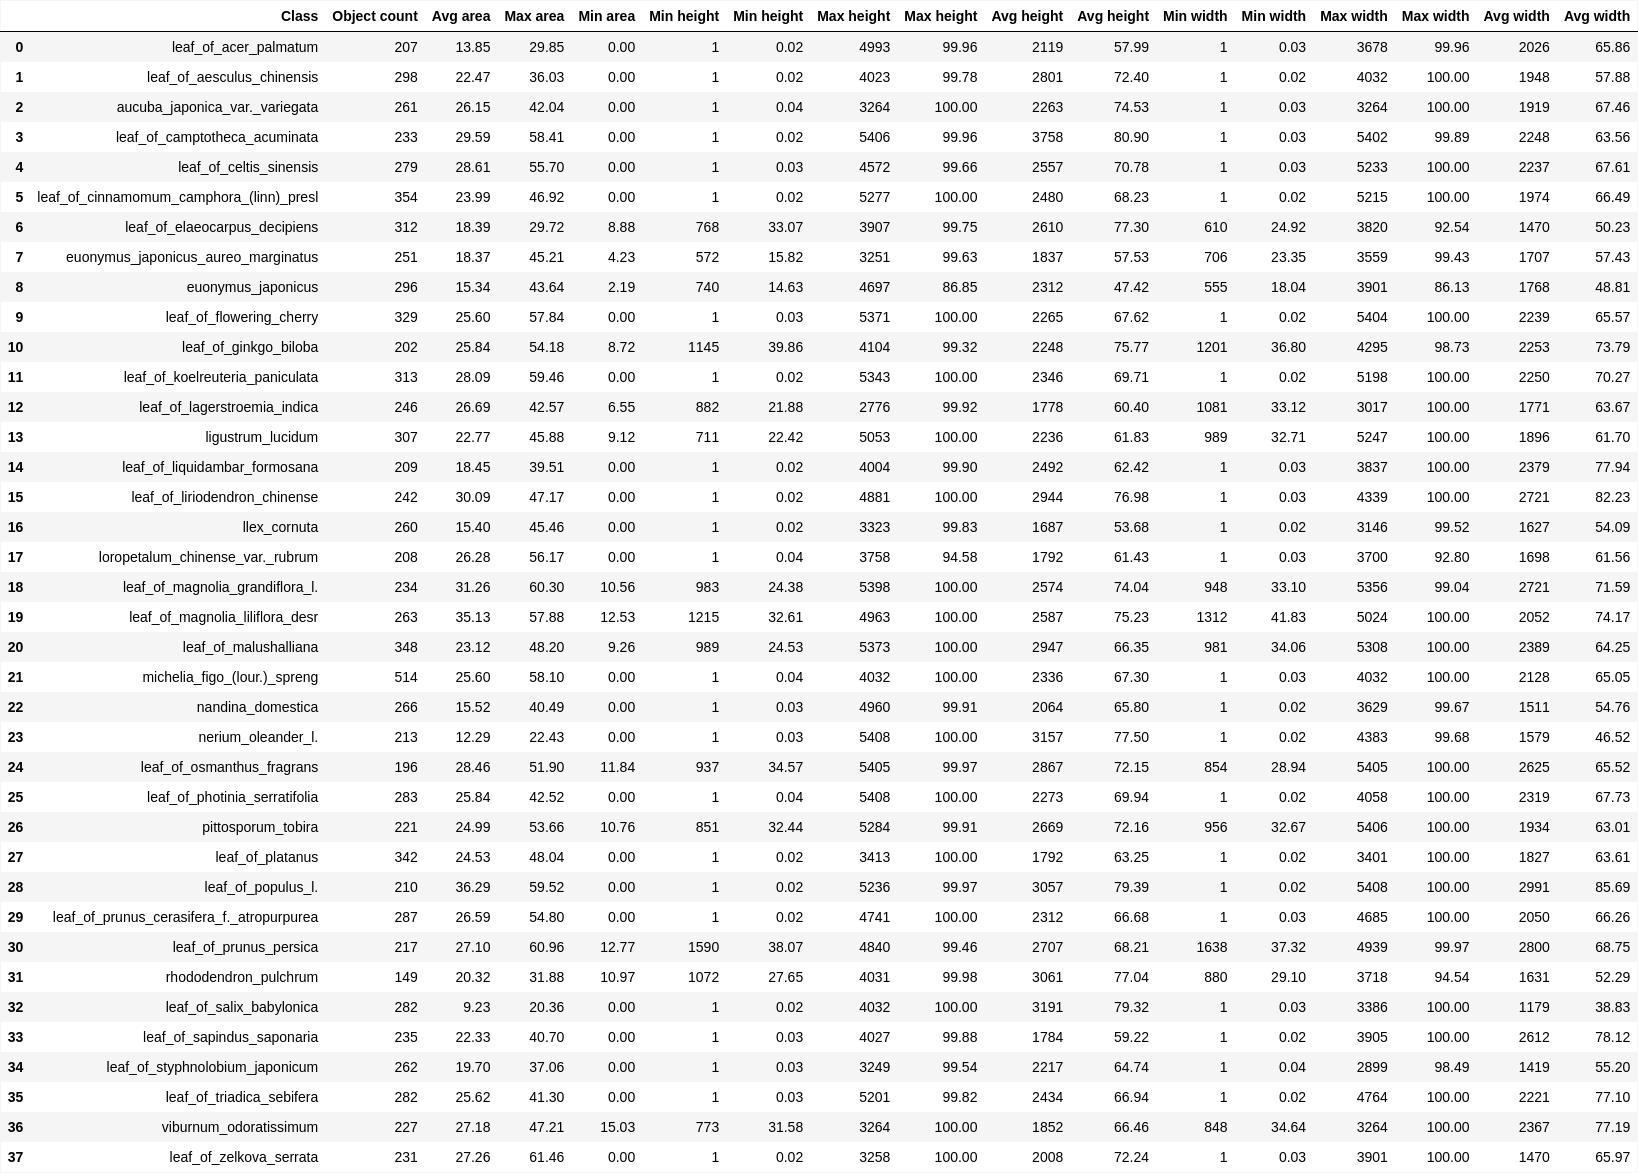 Class Object count Avg area Max area Min area Min height Min height Max height Max height Avg height Avg height Min width Min width Max width Max width Avg width Avg width
0 leaf_of_acer_palmatum 207 13.85 29.85 0.00 1 0.02 4993 99.96 2119 57.99 1 0.03 3678 99.96 2026 65.86
1 leaf_of_aesculus_chinensis 298 22.47 36.03 0.00 1 0.02 4023 99.78 2801 72.40 1 0.02 4032 100.00 1948 57.88
2 aucuba_japonica_var._variegata 261 26.15 42.04 0.00 1 0.04 3264 100.00 2263 74.53 1 0.03 3264 100.00 1919 67.46
3 leaf_of_camptotheca_acuminata 233 29.59 58.41 0.00 1 0.02 5406 99.96 3758 80.90 1 0.03 5402 99.89 2248 63.56
4 leaf_of_celtis_sinensis 279 28.61 55.70 0.00 1 0.03 4572 99.66 2557 70.78 1 0.03 5233 100.00 2237 67.61
5 leaf_of_cinnamomum_camphora_(linn)_presl 354 23.99 46.92 0.00 1 0.02 5277 100.00 2480 68.23 1 0.02 5215 100.00 1974 66.49
6 leaf_of_elaeocarpus_decipiens 312 18.39 29.72 8.88 768 33.07 3907 99.75 2610 77.30 610 24.92 3820 92.54 1470 50.23
7 euonymus_japonicus_aureo_marginatus 251 18.37 45.21 4.23 572 15.82 3251 99.63 1837 57.53 706 23.35 3559 99.43 1707 57.43
8 euonymus_japonicus 296 15.34 43.64 2.19 740 14.63 4697 86.85 2312 47.42 555 18.04 3901 86.13 1768 48.81
9 leaf_of_flowering_cherry 329 25.60 57.84 0.00 1 0.03 5371 100.00 2265 67.62 1 0.02 5404 100.00 2239 65.57
10 leaf_of_ginkgo_biloba 202 25.84 54.18 8.72 1145 39.86 4104 99.32 2248 75.77 1201 36.80 4295 98.73 2253 73.79
11 leaf_of_koelreuteria_paniculata 313 28.09 59.46 0.00 1 0.02 5343 100.00 2346 69.71 1 0.02 5198 100.00 2250 70.27
12 leaf_of_lagerstroemia_indica 246 26.69 42.57 6.55 882 21.88 2776 99.92 1778 60.40 1081 33.12 3017 100.00 1771 63.67
13 ligustrum_lucidum 307 22.77 45.88 9.12 711 22.42 5053 100.00 2236 61.83 989 32.71 5247 100.00 1896 61.70
14 leaf_of_liquidambar_formosana 209 18.45 39.51 0.00 1 0.02 4004 99.90 2492 62.42 1 0.03 3837 100.00 2379 77.94
15 leaf_of_liriodendron_chinense 242 30.09 47.17 0.00 1 0.02 4881 100.00 2944 76.98 1 0.03 4339 100.00 2721 82.23
16 llex_cornuta 260 15.40 45.46 0.00 1 0.02 3323 99.83 1687 53.68 1 0.02 3146 99.52 1627 54.09
17 loropetalum_chinense_var._rubrum 208 26.28 56.17 0.00 1 0.04 3758 94.58 1792 61.43 1 0.03 3700 92.80 1698 61.56
18 leaf_of_magnolia_grandiflora_l. 234 31.26 60.30 10.56 983 24.38 5398 100.00 2574 74.04 948 33.10 5356 99.04 2721 71.59
19 leaf_of_magnolia_liliflora_desr 263 35.13 57.88 12.53 1215 32.61 4963 100.00 2587 75.23 1312 41.83 5024 100.00 2052 74.17
20 leaf_of_malushalliana 348 23.12 48.20 9.26 989 24.53 5373 100.00 2947 66.35 981 34.06 5308 100.00 2389 64.25
21 michelia_figo_(lour.)_spreng 514 25.60 58.10 0.00 1 0.04 4032 100.00 2336 67.30 1 0.03 4032 100.00 2128 65.05
22 nandina_domestica 266 15.52 40.49 0.00 1 0.03 4960 99.91 2064 65.80 1 0.02 3629 99.67 1511 54.76
23 nerium_oleander_l. 213 12.29 22.43 0.00 1 0.03 5408 100.00 3157 77.50 1 0.02 4383 99.68 1579 46.52
24 leaf_of_osmanthus_fragrans 196 28.46 51.90 11.84 937 34.57 5405 99.97 2867 72.15 854 28.94 5405 100.00 2625 65.52
25 leaf_of_photinia_serratifolia 283 25.84 42.52 0.00 1 0.04 5408 100.00 2273 69.94 1 0.02 4058 100.00 2319 67.73
26 pittosporum_tobira 221 24.99 53.66 10.76 851 32.44 5284 99.91 2669 72.16 956 32.67 5406 100.00 1934 63.01
27 leaf_of_platanus 342 24.53 48.04 0.00 1 0.02 3413 100.00 1792 63.25 1 0.02 3401 100.00 1827 63.61
28 leaf_of_populus_l. 210 36.29 59.52 0.00 1 0.02 5236 99.97 3057 79.39 1 0.02 5408 100.00 2991 85.69
29 leaf_of_prunus_cerasifera_f._atropurpurea 287 26.59 54.80 0.00 1 0.02 4741 100.00 2312 66.68 1 0.03 4685 100.00 2050 66.26
30 leaf_of_prunus_persica 217 27.10 60.96 12.77 1590 38.07 4840 99.46 2707 68.21 1638 37.32 4939 99.97 2800 68.75
31 rhododendron_pulchrum 149 20.32 31.88 10.97 1072 27.65 4031 99.98 3061 77.04 880 29.10 3718 94.54 1631 52.29
32 leaf_of_salix_babylonica 282 9.23 20.36 0.00 1 0.02 4032 100.00 3191 79.32 1 0.03 3386 100.00 1179 38.83
33 leaf_of_sapindus_saponaria 235 22.33 40.70 0.00 1 0.03 4027 99.88 1784 59.22 1 0.02 3905 100.00 2612 78.12
34 leaf_of_styphnolobium_japonicum 262 19.70 37.06 0.00 1 0.03 3249 99.54 2217 64.74 1 0.04 2899 98.49 1419 55.20
35 leaf_of_triadica_sebifera 282 25.62 41.30 0.00 1 0.03 5201 99.82 2434 66.94 1 0.02 4764 100.00 2221 77.10
36 viburnum_odoratissimum 227 27.18 47.21 15.03 773 31.58 3264 100.00 1852 66.46 848 34.64 3264 100.00 2367 77.19
37 leaf_of_zelkova_serrata 231 27.26 61.46 0.00 1 0.02 3258 100.00 2008 72.24 1 0.03 3901 100.00 1470 65.97